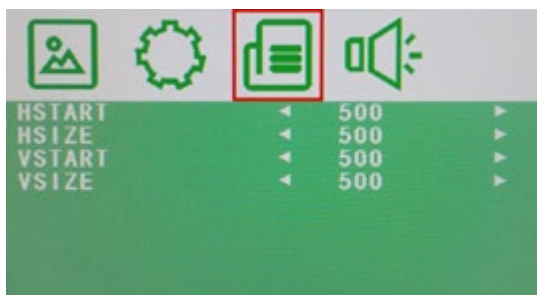 HSTART ◄ 500 ►
HSIZE ◄ 500 ►
VSTART ◄ 500 ►
VSIZE ◄ 500 ►